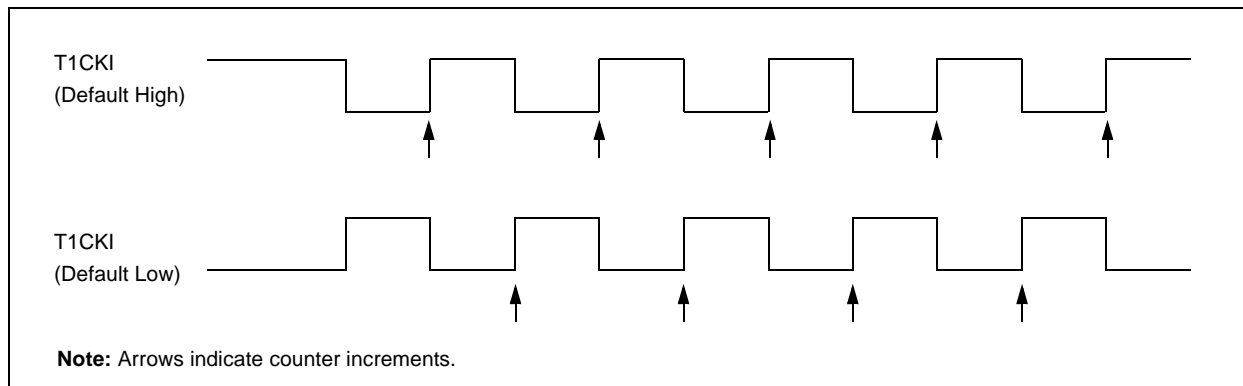 T1CKI
(Default High)
T1CKI
(Default Low)
Note: Arrows indicate counter increments.